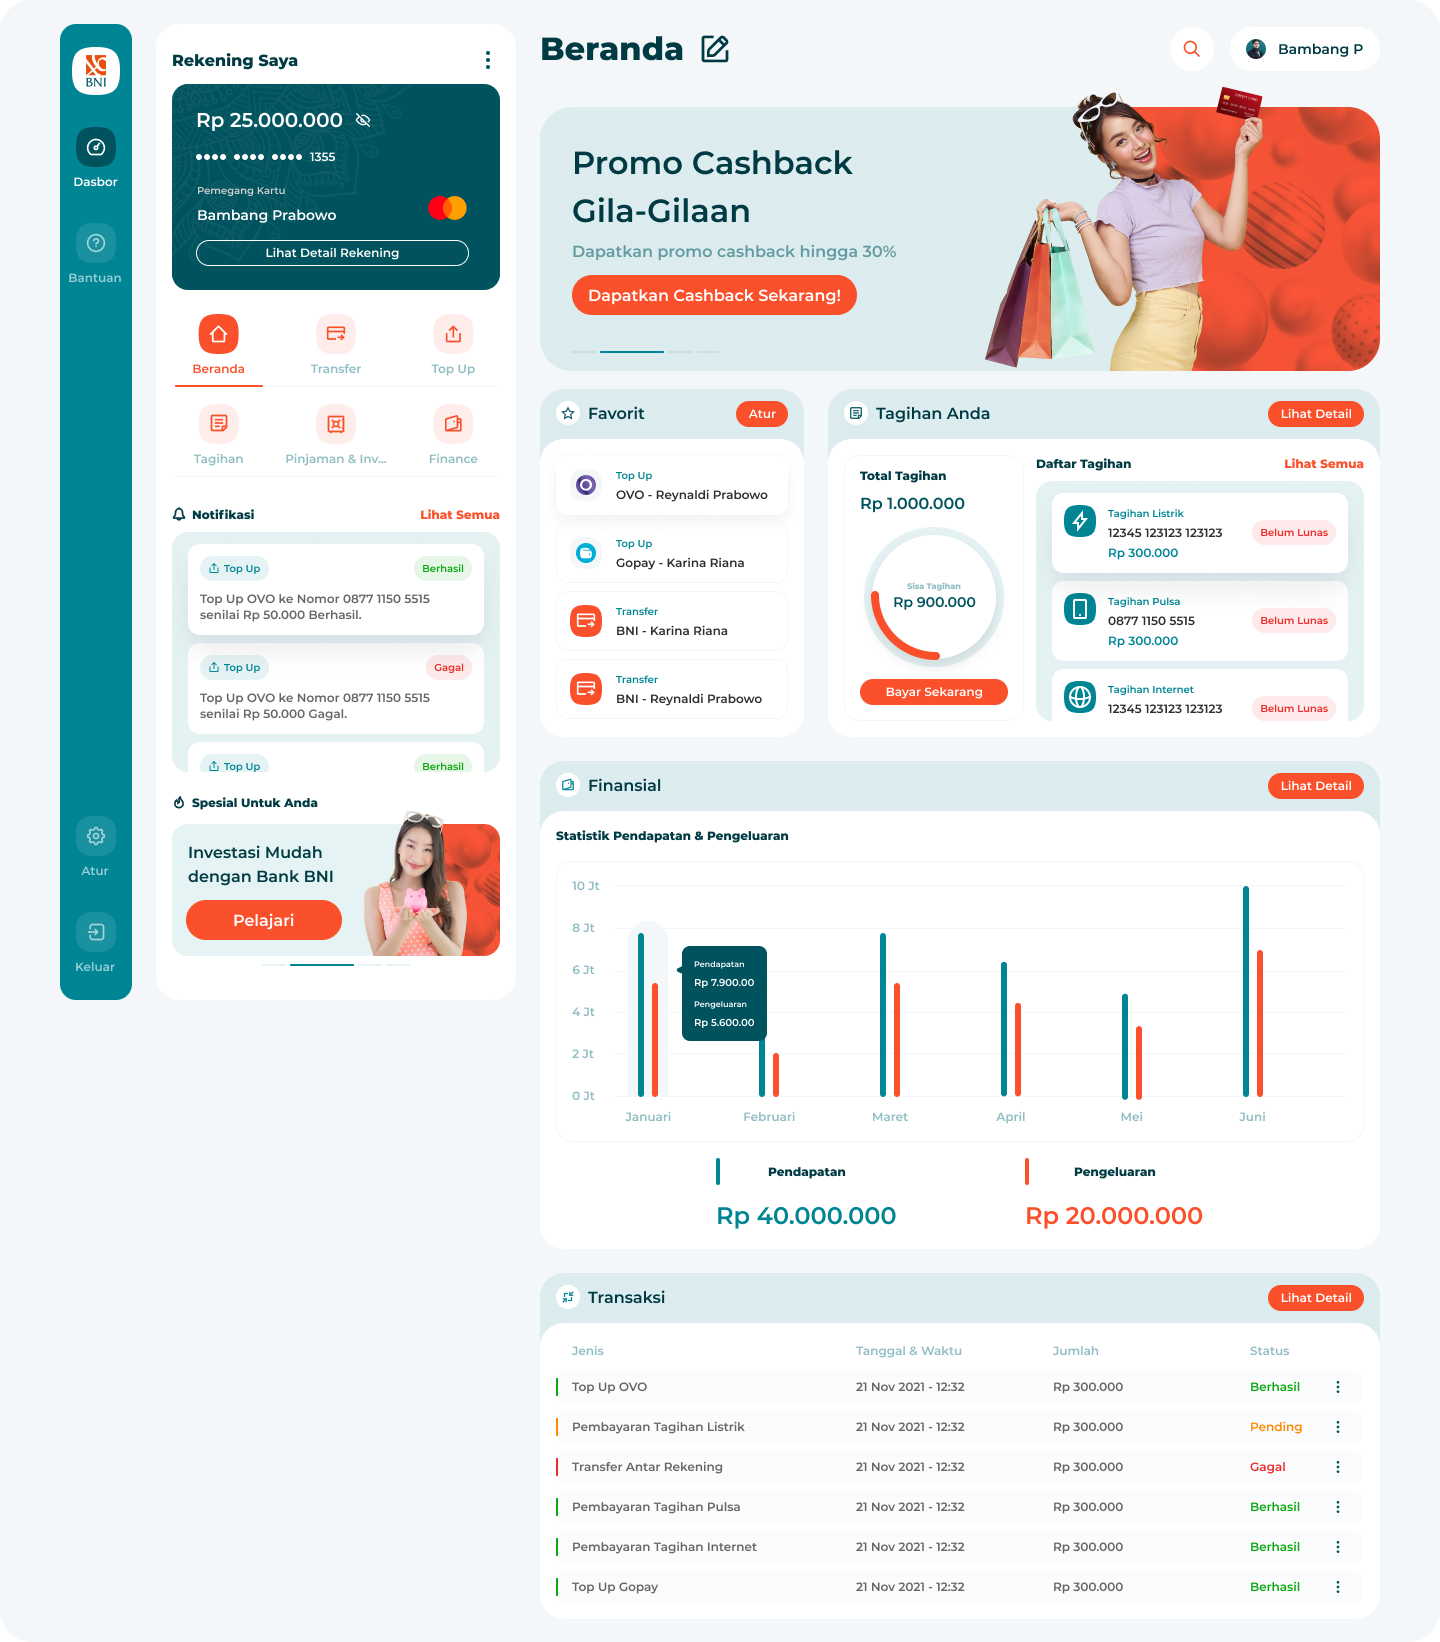 BNI
Dasbor
Bantuan
Atur
Keluar
Rekening Saya
Rp 25.000.000
•••• •••• •••• 1355
Pemegang Kartu
Bambang Prabowo
Lihat Detail Rekening
Beranda
Transfer
Top Up
Tagihan
Pinjaman & Inv...
Finance
Notifikasi
Lihat Semua
Top Up
Berhasil
Top Up OVO ke Nomor 0877 1150 5515
senilai Rp 50.000 Berhasil.
Top Up
Gagal
Top Up OVO ke Nomor 0877 1150 5515
senilai Rp 50.000 Gagal.
Top Up
Berhasil
Spesial Untuk Anda
Investasi Mudah
dengan Bank BNI
Pelajari
Beranda
Bambang P
Promo Cashback
Gila-Gilaan
Dapatkan promo cashback hingga 30%
Dapatkan Cashback Sekarang!
CREDIT CARD
Favorit
Atur
Top Up
OVO - Reynaldi Prabowo
Top Up
Gopay - Karina Riana
Transfer
BNI - Karina Riana
Transfer
BNI - Reynaldi Prabowo
Tagihan Anda
Lihat Detail
Total Tagihan
Rp 1.000.000
Sisa Tagihan
Rp 900.000
Bayar Sekarang
Daftar Tagihan
Lihat Semua
Tagihan Listrik
12345 123123 123123
Rp 300.000
Belum Lunas
Tagihan Pulsa
0877 1150 5515
Rp 300.000
Belum Lunas
Tagihan Internet
12345 123123 123123
Belum Lunas
Finansial
Lihat Detail
Statistik Pendapatan & Pengeluaran
10 Jt
8 Jt
6 Jt
4 Jt
2 Jt
0 Jt
Pendapatan
Rp 7.900.00
Pengeluaran
Rp 5.600.00
Januari
Februari
Maret
April
Mei
Juni
Pendapatan
Rp 40.000.000
Pengeluaran
Rp 20.000.000
Transaksi
Lihat Detail
Jenis Tanggal & Waktu Jumlah Status
Top Up OVO 21 Nov 2021 - 12:32 Rp 300.000 Berhasil
Pembayaran Tagihan Listrik 21 Nov 2021 - 12:32 Rp 300.000 Pending
Transfer Antar Rekening 21 Nov 2021 - 12:32 Rp 300.000 Gagal
Pembayaran Tagihan Pulsa 21 Nov 2021 - 12:32 Rp 300.000 Berhasil
Pembayaran Tagihan Internet 21 Nov 2021 - 12:32 Rp 300.000 Berhasil
Top Up Gopay 21 Nov 2021 - 12:32 Rp 300.000 Berhasil